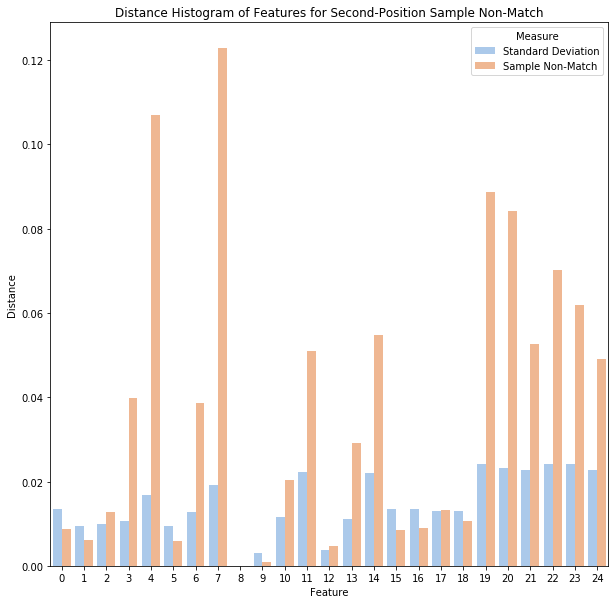 Distance Histogram of Features for Second-Position Sample Non-Match
Measure
Standard Deviation
Sample Non-Match
0.12
0.10
0.08
0.06
0.04
0.02
0.00
Distance
0 1 2 3 4 5 6 7 8 9 10 11 12 13 14 15 16 17 18 19 20 21 22 23 24
Feature